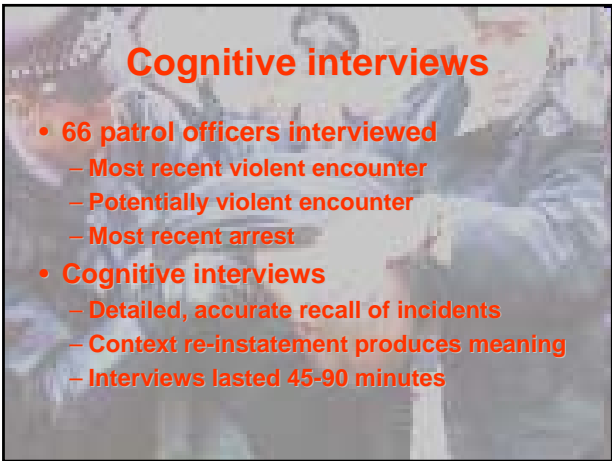 Cognitive interviews
• 66 patrol officers interviewed
– Most recent violent encounter
– Potentially violent encounter
– Most recent arrest
• Cognitive interviews
– Detailed, accurate recall of incidents
– Context re-instatement produces meaning
– Interviews lasted 45-90 minutes